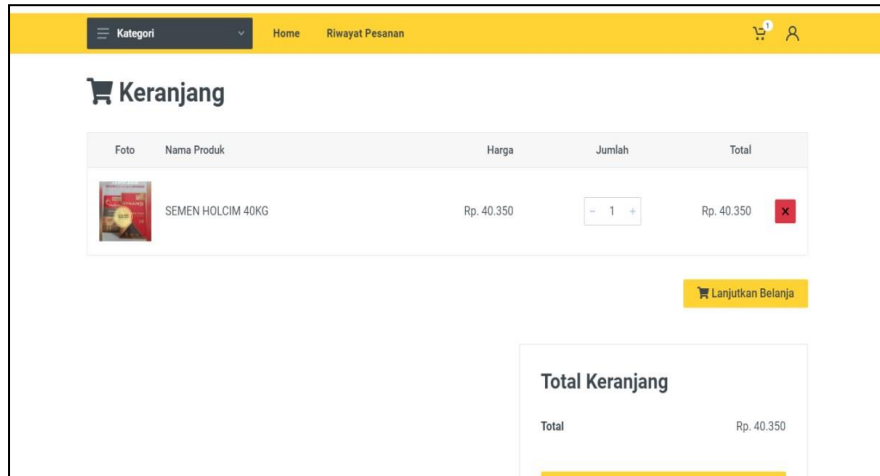 Kategori Home Riwayat Pesanan 1
Keranjang
Foto Nama Produk Harga Jumlah Total
SEMEN HOLCIM 40KG Rp. 40.350 - 1 + Rp. 40.350 x
Lanjutkan Belanja
Total Keranjang
Total Rp. 40.350